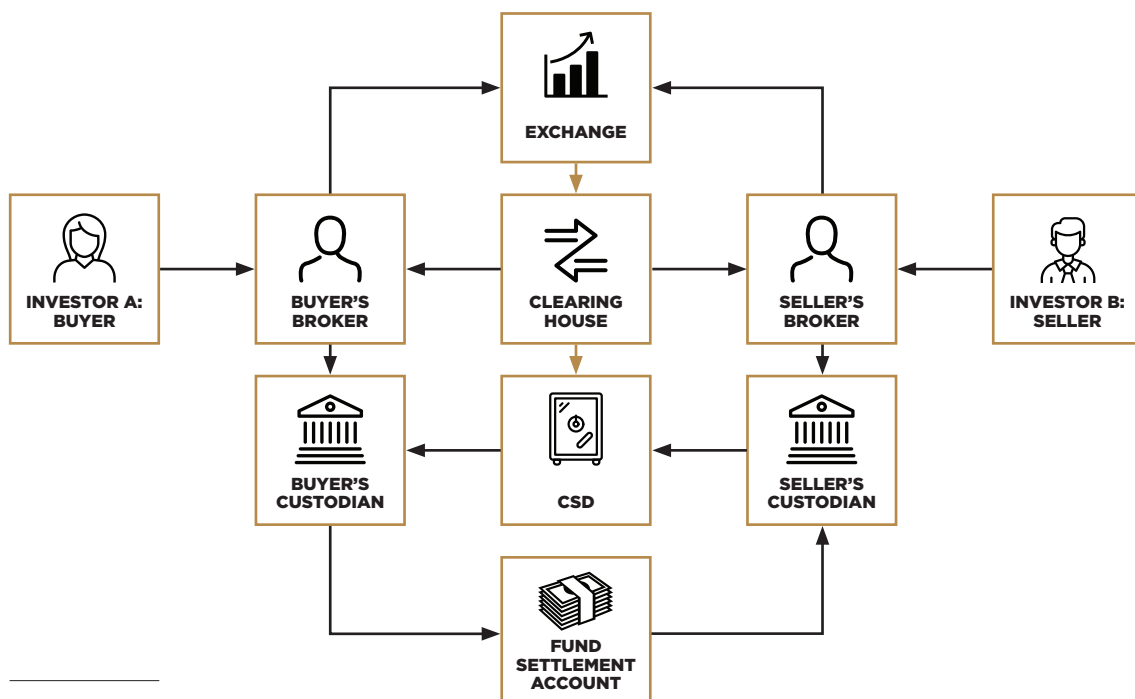 EXCHANGE
INVESTOR A:
BUYER
BUYER’S
BROKER
CLEARING
HOUSE
SELLER’S
BROKER
INVESTOR B:
SELLER
BUYER’S
CUSTODIAN
CSD
SELLER’S
CUSTODIAN
FUND
SETTLEMENT
ACCOUNT